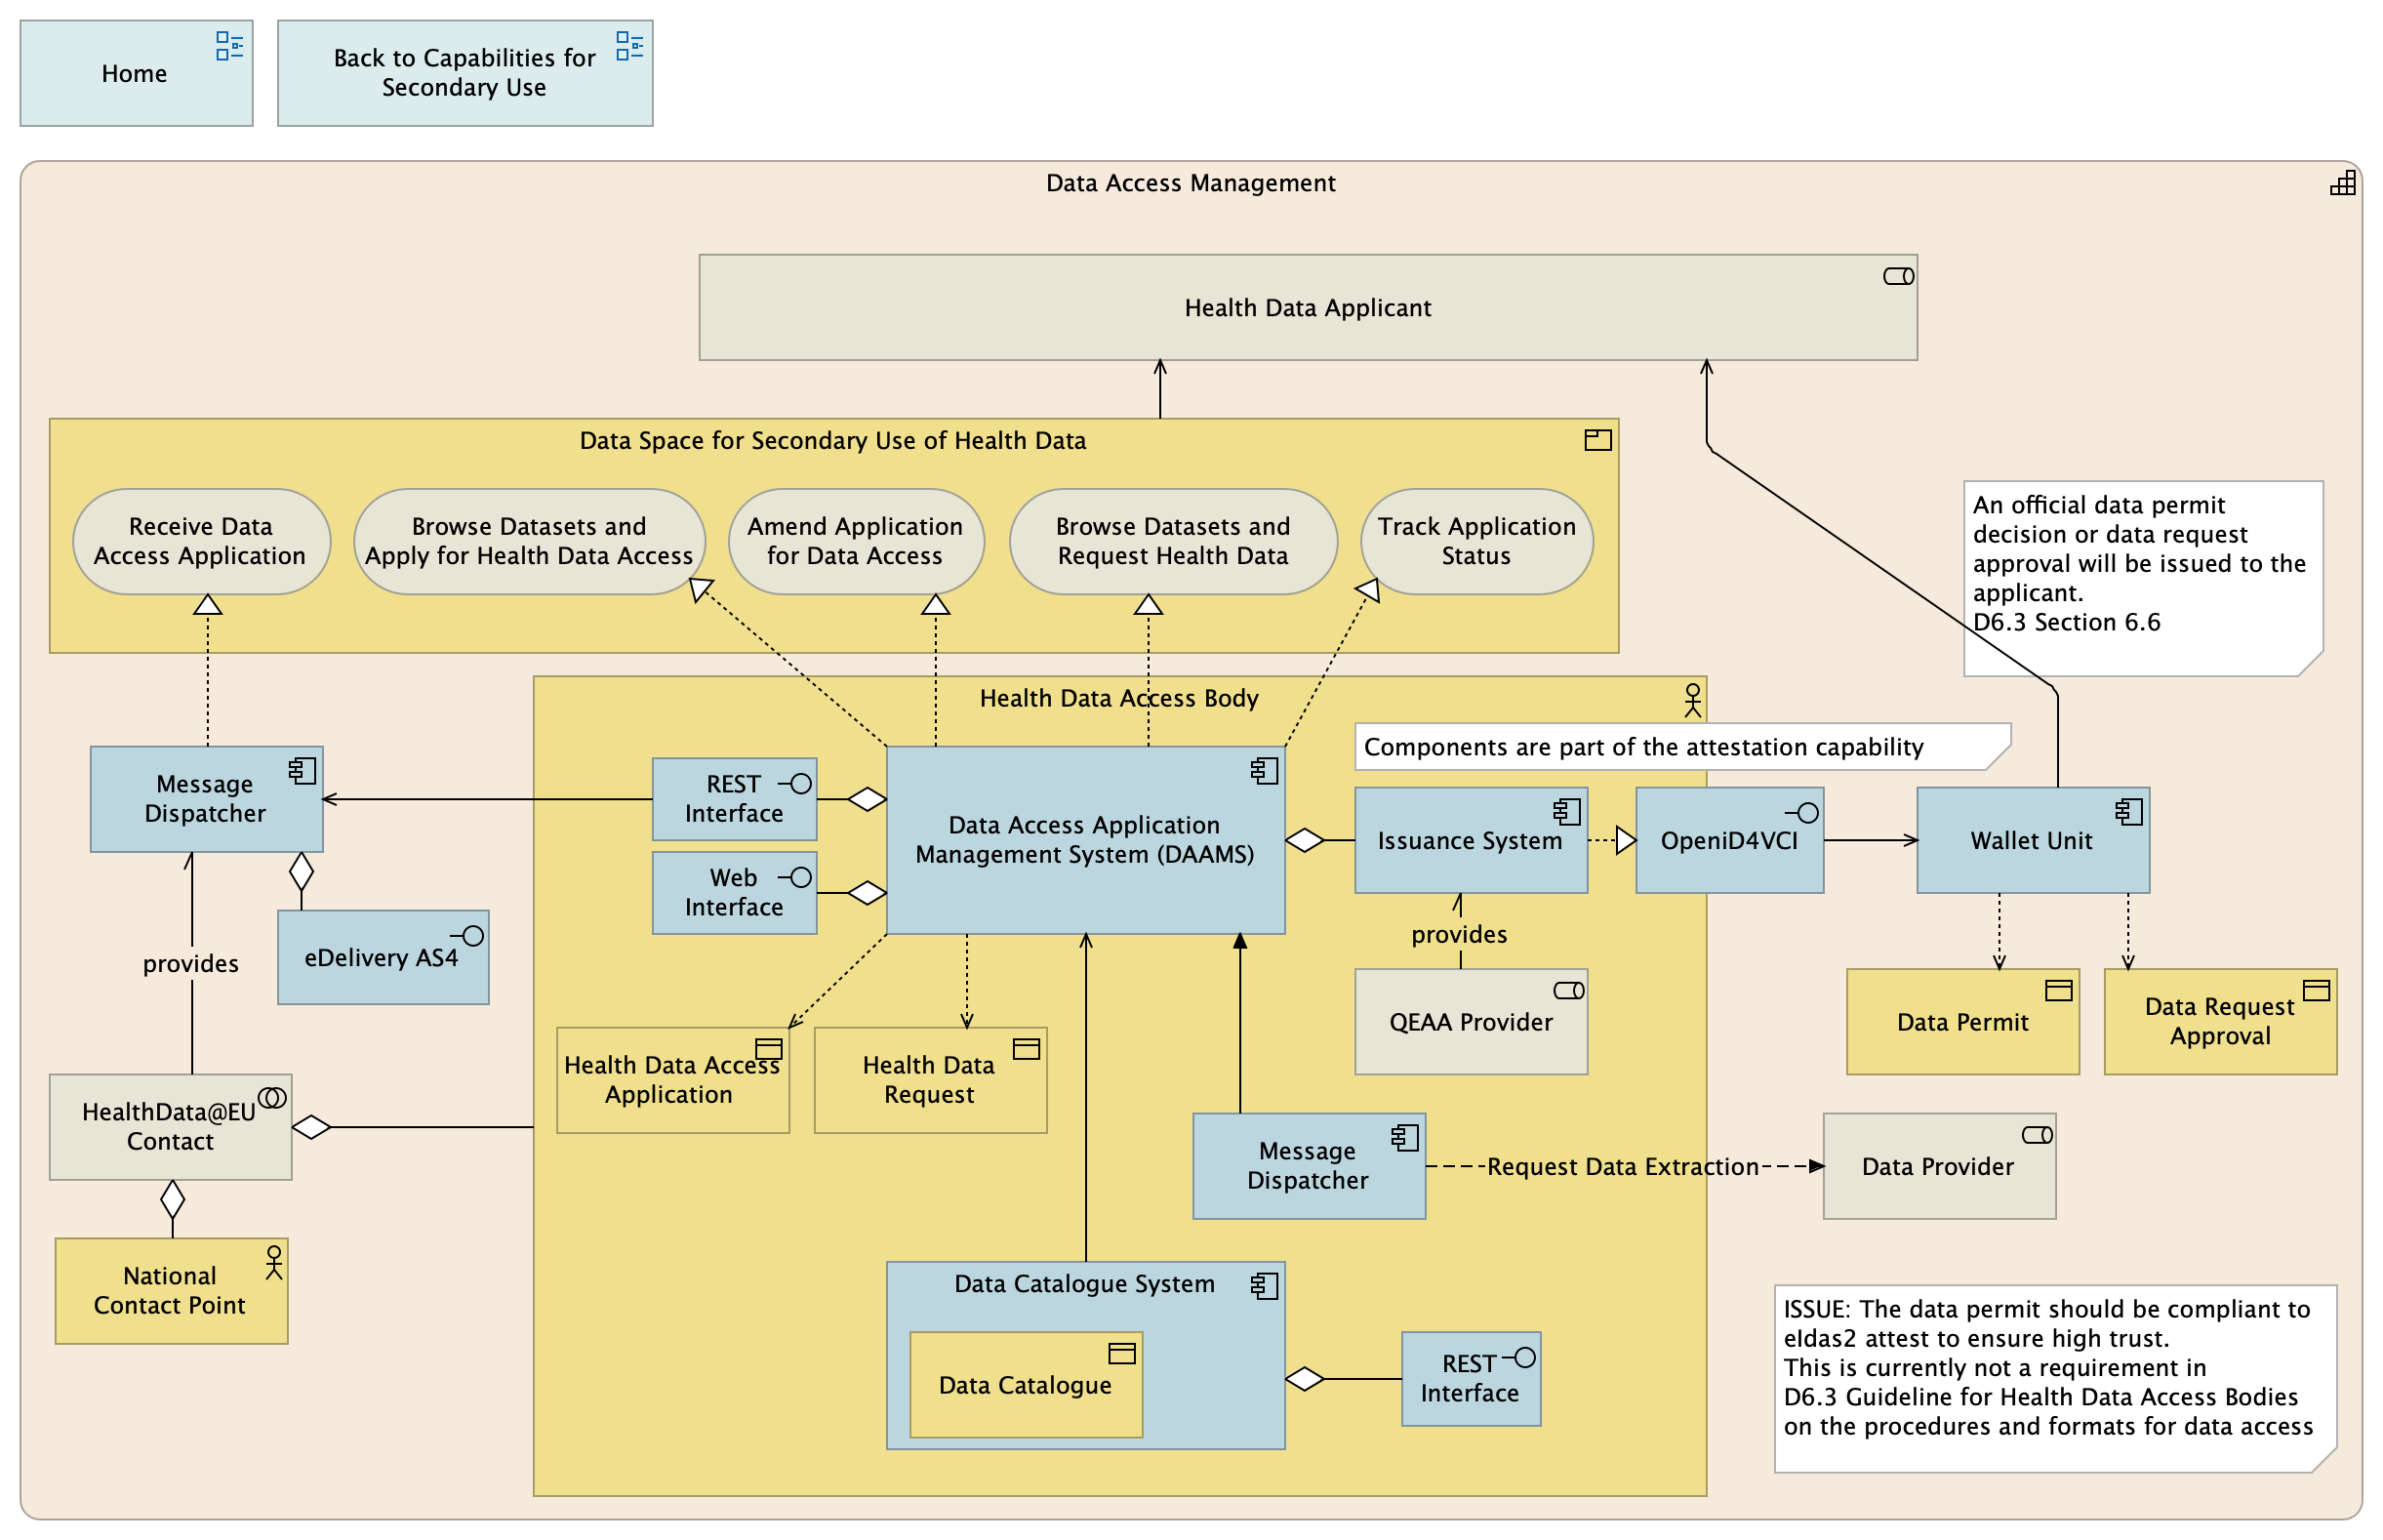 Home
Back to Capabilities for
Secondary Use
Data Access Management
Health Data Applicant
Data Space for Secondary Use of Health Data
Receive Data
Access Application
Browse Datasets and
Apply for Health Data Access
Amend Application
for Data Access
Browse Datasets and
Request Health Data
Track Application
Status
An official data permit
decision or data request
approval will be issued to the
applicant.
D6.3 Section 6.6
Health Data Access Body
Components are part of the attestation capability
Message
Dispatcher
REST
Interface
Web
Interface
Data Access Application
Management System (DAAMS)
Issuance System
OpeniD4VCI
Wallet Unit
provides
eDelivery AS4
provides
QEAA Provider
Data Permit
Data Request
Approval
Health Data Access
Application
Health Data
Request
HealthData@EU
Contact
Message
Dispatcher
Request Data Extraction
Data Provider
National
Contact Point
Data Catalogue System
Data Catalogue
REST
Interface
ISSUE: The data permit should be compliant to
eIdas2 attest to ensure high trust.
This is currently not a requirement in
D6.3 Guideline for Health Data Access Bodies
on the procedures and formats for data access